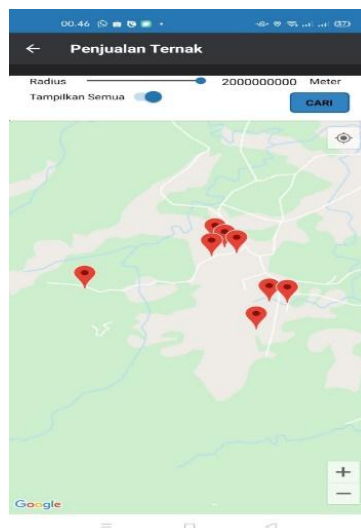 00.46
Penjualan Ternak
Radius 2000000000 Meter
Tampilkan Semua
CARI
Google